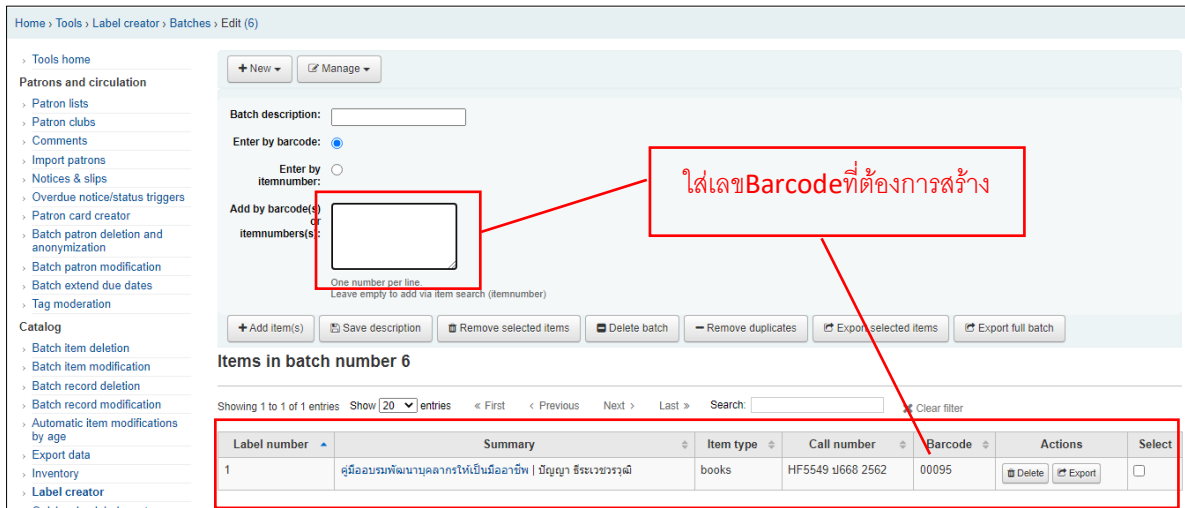 Home › Tools › Label creator › Batches › Edit (6)
› Tools home
Patrons and circulation
› Patron lists
› Patron clubs
› Comments
› Import patrons
› Notices & slips
› Overdue notice/status triggers
› Patron card creator
› Batch patron deletion and
anonymization
› Batch patron modification
› Batch extend due dates
› Tag moderation
Catalog
› Batch item deletion
› Batch item modification
› Batch record deletion
› Batch record modification
› Automatic item modifications
by age
› Export data
› Inventory
› Label creator
+ New Manage
Batch description:
Enter by barcode:
Enter by
itemnumber:
Add by barcode(s)
or
itemnumbers(s):
One number per line.
Leave empty to add via item search (itemnumber)
ใส่เลขBarcodeที่ต้องการสร้าง
+ Add item(s) Save description Remove selected items Delete batch Remove duplicates Export selected items Export full batch
Items in batch number 6
Showing 1 to 1 of 1 entries Show 20 entries « First ‹ Previous Next › Last » Search: Clear filter
Label number Summary Item type Call number Barcode Actions Select
1 คู่มืออบรมพัฒนาบุคลากรให้เป็นมืออาชีพ | ปัญญา ธีระเวชวรวุฒิ books HF5549 ป668 2562 00095 Delete Export